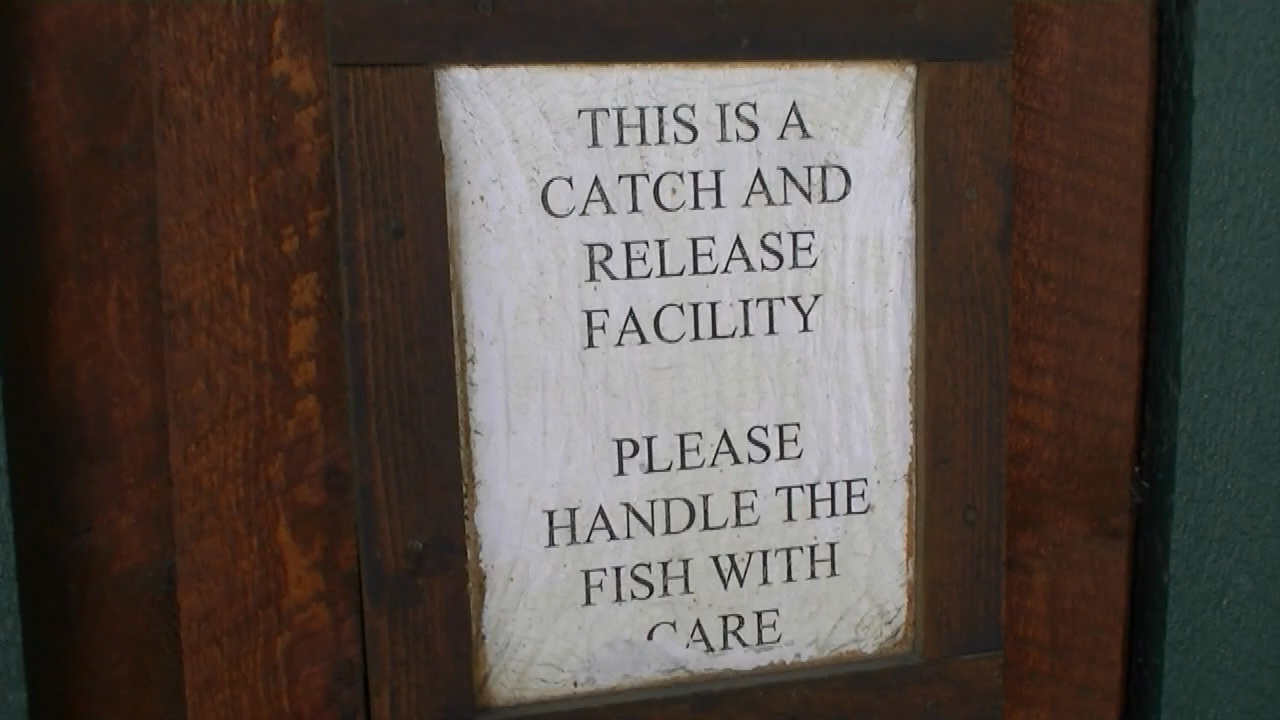 THIS IS A
CATCH AND
RELEASE
FACILITY
PLEASE
HANDLE THE
FISH WITH
CARE